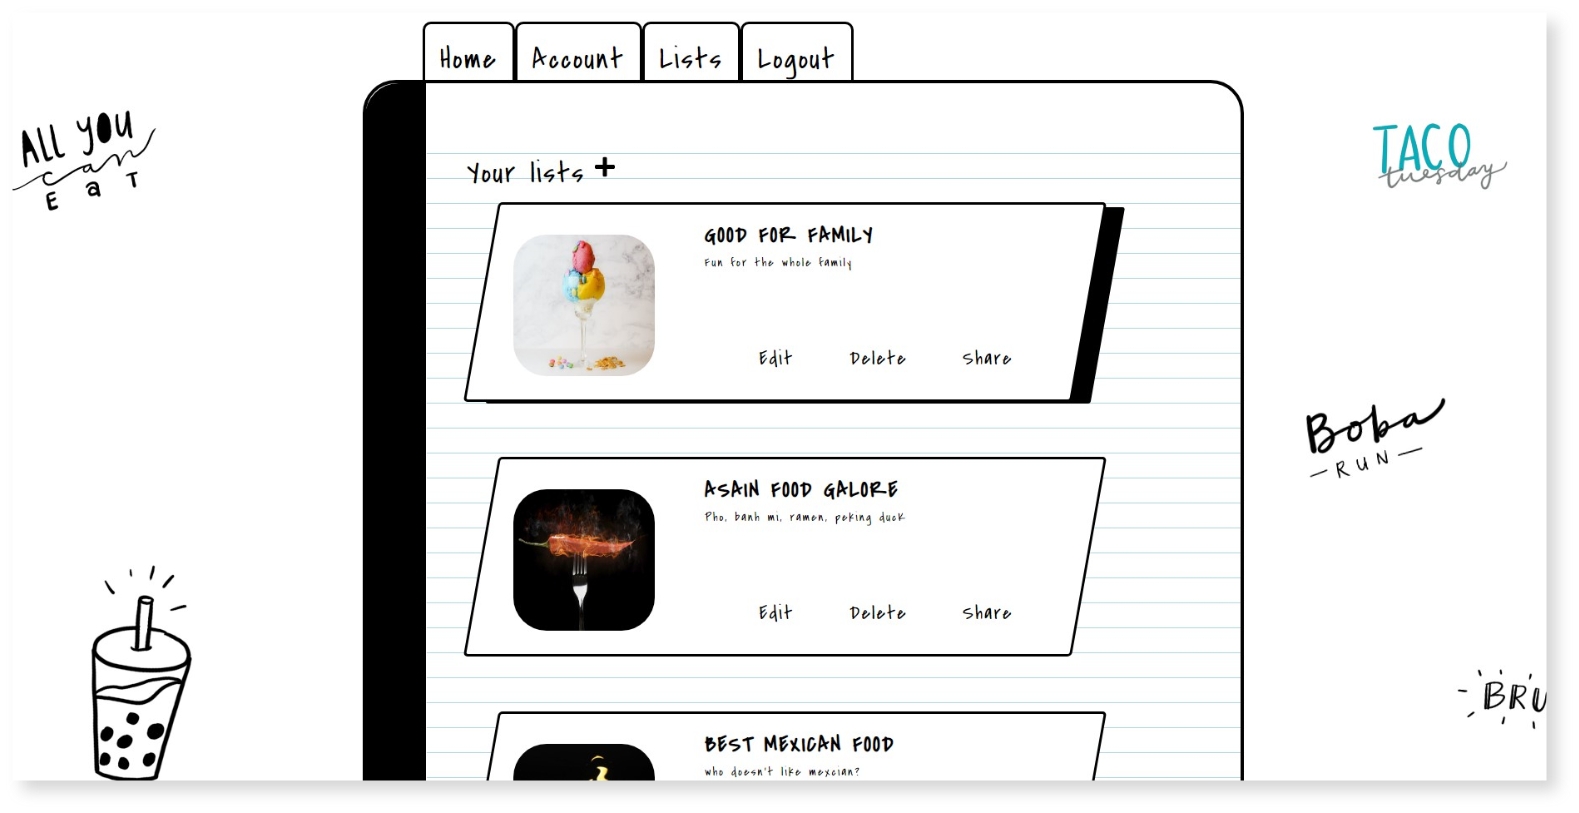 Home Account Lists Logout
ALL YOU
can
EaT
TACO
tuesday
Your lists +
GOOD FOR FAMILY
Fun for the whole family
Edit Delete Share
Boba
-RUN-
ASAIN FOOD GALORE
Pho, banh mi, ramen, peking duck
Edit Delete Share
BRU
BEST MEXICAN FOOD
who doesn't like mexcian?